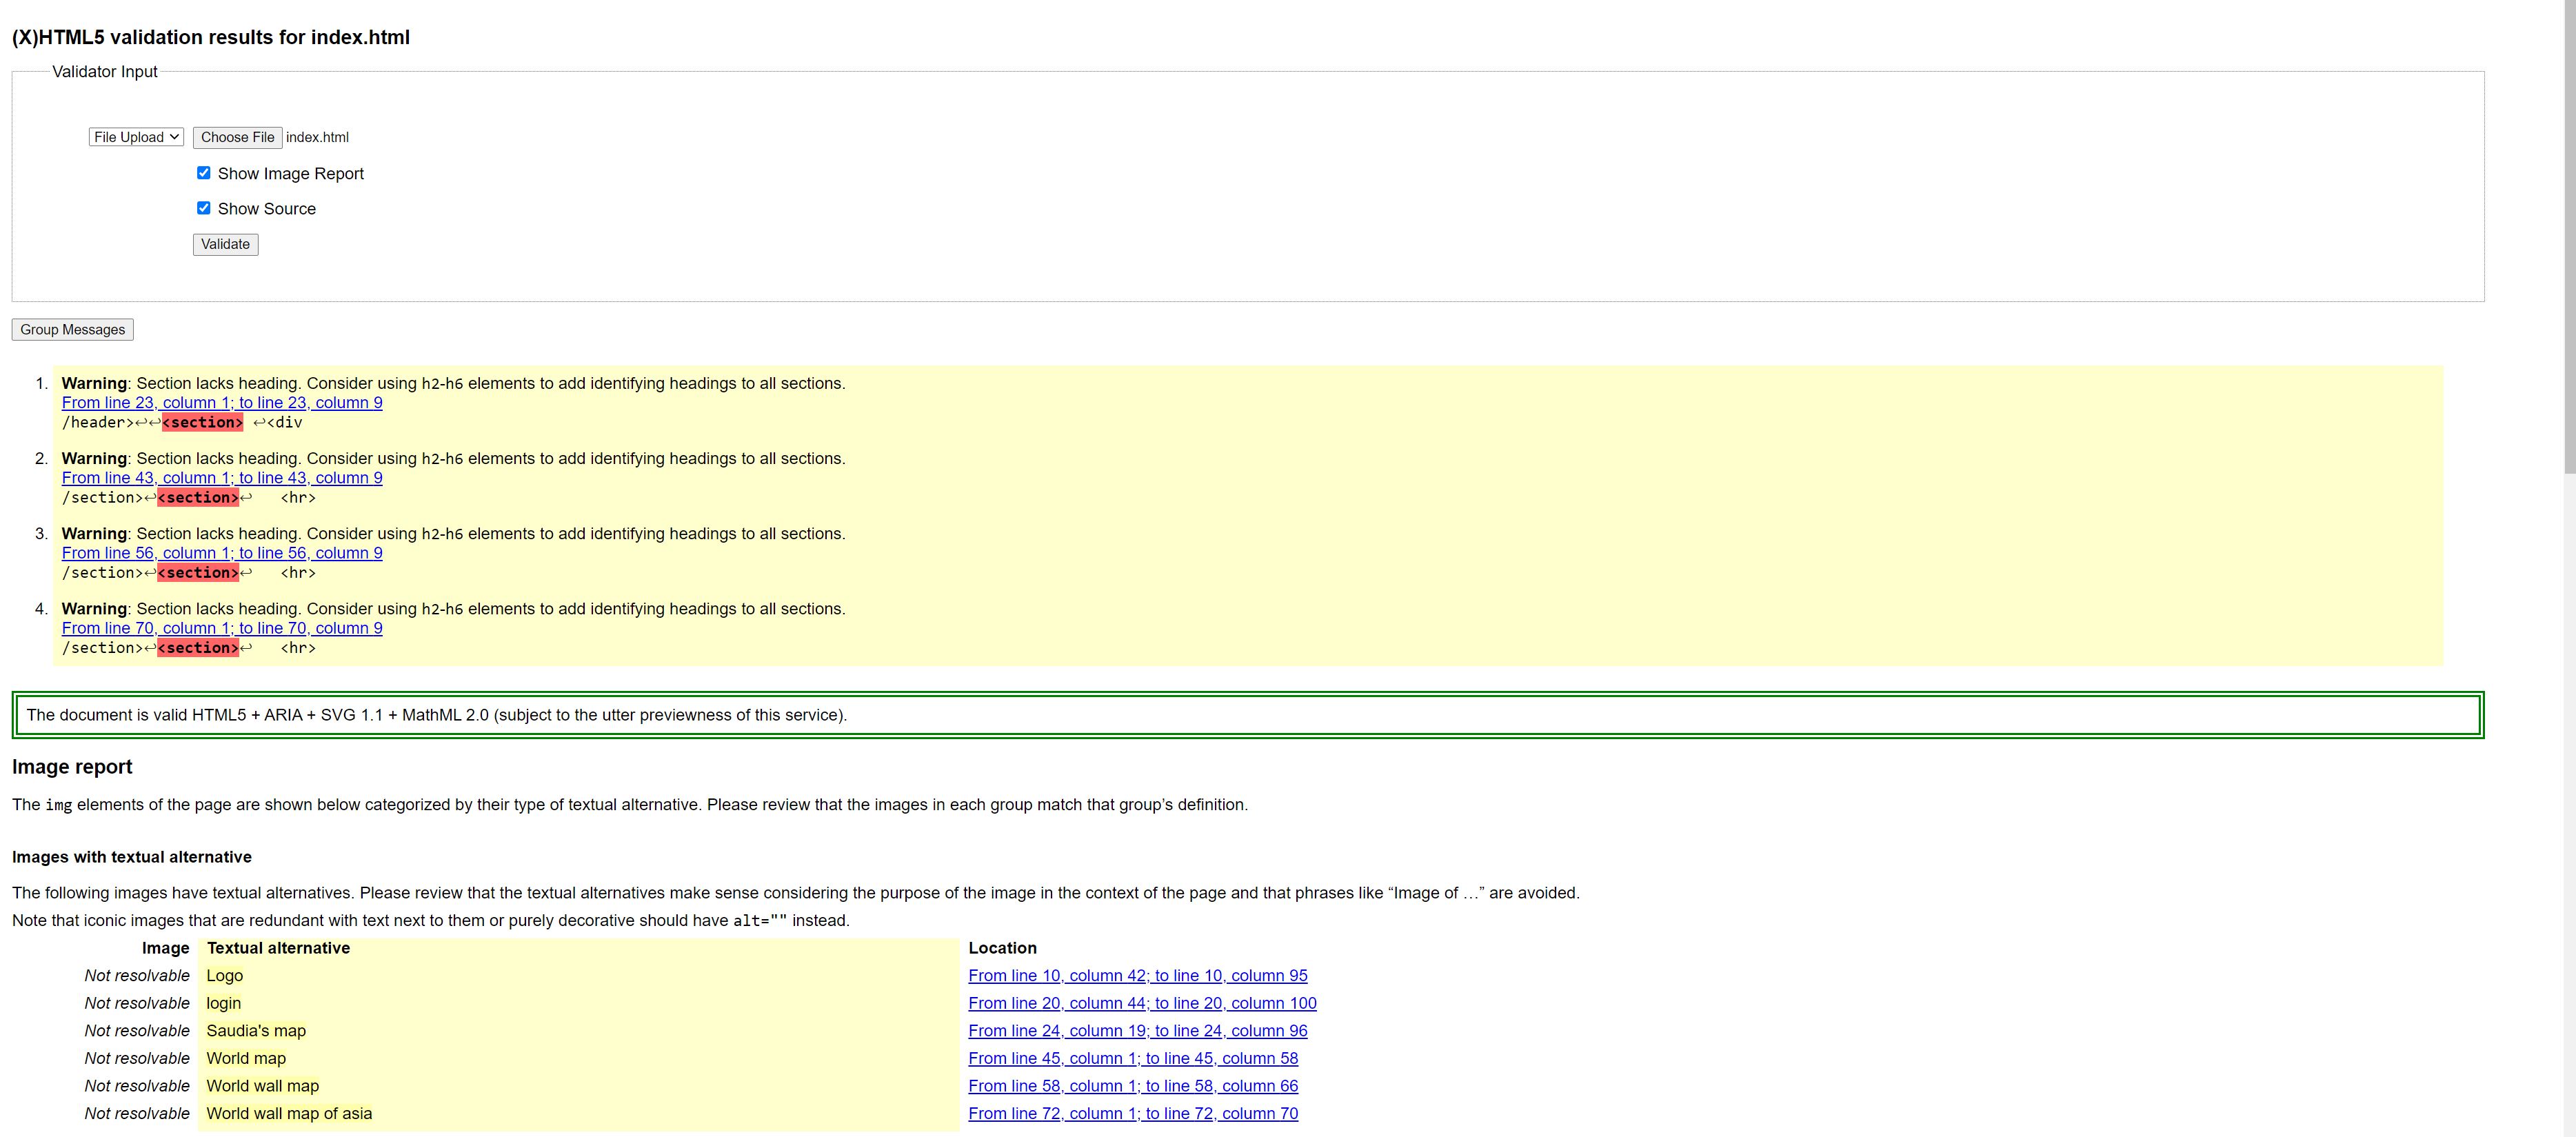 (X)HTML5 validation results for index.html
Validator Input
File Upload Choose File index.html
Show Image Report
Show Source
Validate
Group Messages
1. Warning: Section lacks heading. Consider using h2-h6 elements to add identifying headings to all sections.
From line 23, column 1; to line 23, column 9
/header>↩↩<section> ↩<div
2. Warning: Section lacks heading. Consider using h2-h6 elements to add identifying headings to all sections.
From line 43, column 1; to line 43, column 9
/section>↩<section>↩ <hr>
3. Warning: Section lacks heading. Consider using h2-h6 elements to add identifying headings to all sections.
From line 56, column 1; to line 56, column 9
/section>↩<section>↩ <hr>
4. Warning: Section lacks heading. Consider using h2-h6 elements to add identifying headings to all sections.
From line 70, column 1; to line 70, column 9
/section>↩<section>↩ <hr>
The document is valid HTML5 + ARIA + SVG 1.1 + MathML 2.0 (subject to the utter previewness of this service).
Image report
The img elements of the page are shown below categorized by their type of textual alternative. Please review that the images in each group match that group’s definition.
Images with textual alternative
The following images have textual alternatives. Please review that the textual alternatives make sense considering the purpose of the image in the context of the page and that phrases like “Image of …” are avoided.
Note that iconic images that are redundant with text next to them or purely decorative should have alt="" instead.
Image Textual alternative Location
Not resolvable Logo From line 10, column 42; to line 10, column 95
Not resolvable login From line 20, column 44; to line 20, column 100
Not resolvable Saudia's map From line 24, column 19; to line 24, column 96
Not resolvable World map From line 45, column 1; to line 45, column 58
Not resolvable World wall map From line 58, column 1; to line 58, column 66
Not resolvable World wall map of asia From line 72, column 1; to line 72, column 70